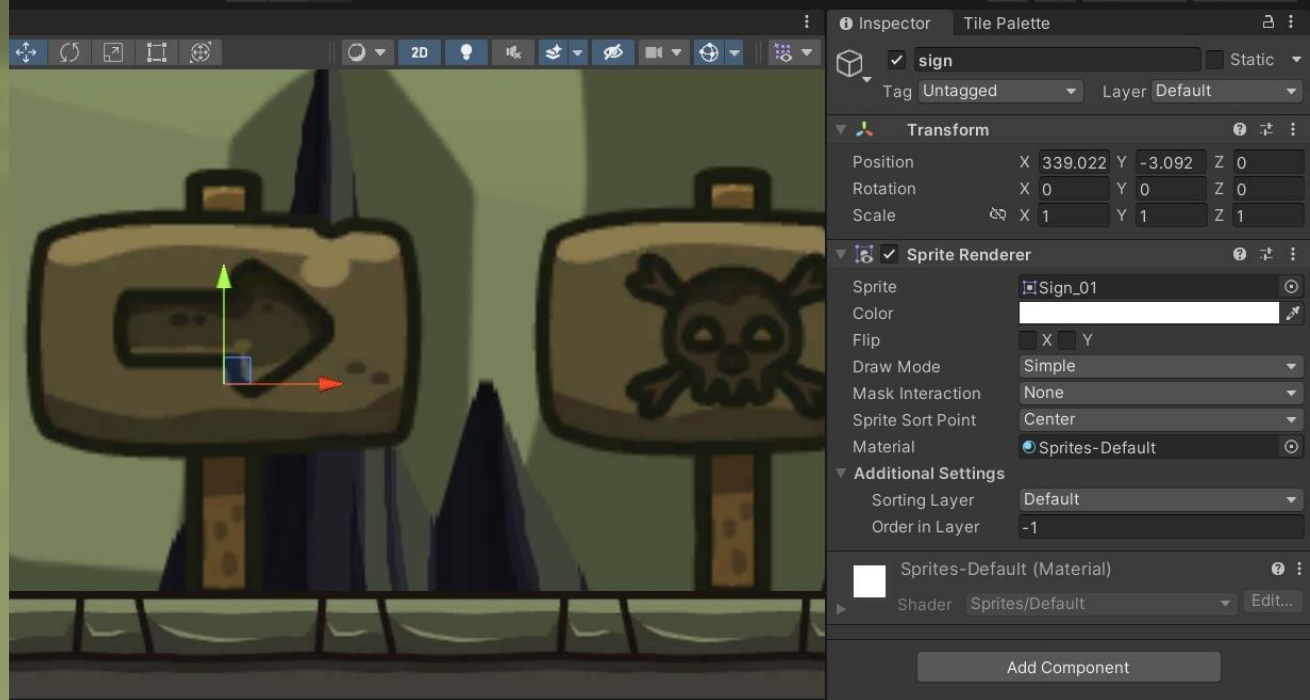 2D
Inspector Tile Palette
sign Static
Tag Untagged Layer Default
Transform
Position X 339.022 Y -3.092 Z 0
Rotation X 0 Y 0 Z 0
Scale X 1 Y 1 Z 1
Sprite Renderer
Sprite Sign_01
Color
Flip X Y
Draw Mode Simple
Mask Interaction None
Sprite Sort Point Center
Material Sprites-Default
Additional Settings
Sorting Layer Default
Order in Layer -1
Sprites-Default (Material)
Shader Sprites/Default Edit...
Add Component